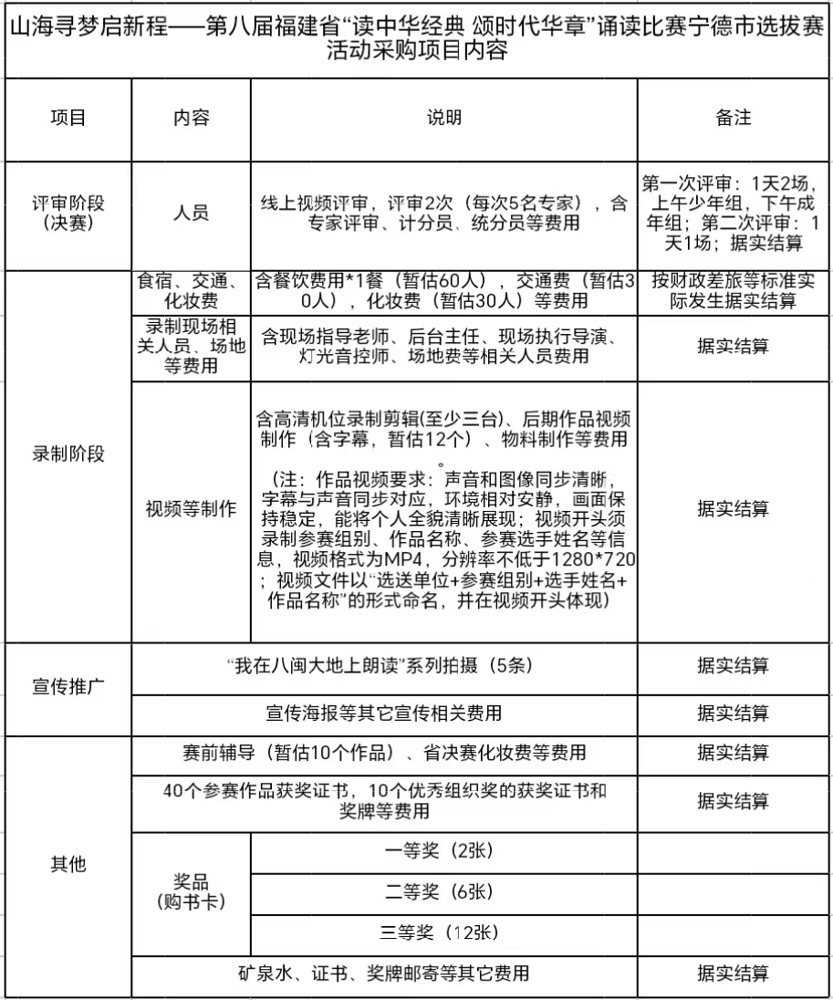 山海寻梦启新程——第八届福建省“读中华经典 颂时代华章”诵读比赛宁德市选拔赛
活动采购项目内容
项目
内容
说明
备注
评审阶段
（决赛）
人员
线上视频评审，评审2次（每次5名专家），含
专家评审、计分员、统分员等费用
第一次评审：1天2场，
上午少年组，下午成
年组；第二次评审：1
天1场；据实结算
录制阶段
食宿、交通、
化妆费
含餐饮费用*1餐（暂估60人），交通费（暂估3
0人），化妆费（暂估30人）等费用
按财政差旅等标准实
际发生据实结算
录制现场相
关人员、场地
等费用
含现场指导老师、后台主任、现场执行导演、
灯光音控师、场地费等相关人员费用
据实结算
视频等制作
含高清机位录制剪辑(至少三台)、后期作品视频
制作（含字幕，暂估12个）、物料制作等费用
。
（注：作品视频要求：声音和图像同步清晰，
字幕与声音同步对应，环境相对安静，画面保
持稳定，能将个人全貌清晰展现；视频开头须
录制参赛组别、作品名称、参赛选手姓名等信
息，视频格式为MP4，分辨率不低于1280*720
；视频文件以“选送单位+参赛组别+选手姓名+
作品名称”的形式命名，并在视频开头体现）
据实结算
宣传推广
“我在八闽大地上朗读”系列拍摄（5条）
据实结算
宣传海报等其它宣传相关费用
据实结算
其他
赛前辅导（暂估10个作品）、省决赛化妆费等费用
据实结算
40个参赛作品获奖证书，10个优秀组织奖的获奖证书和
奖牌等费用
据实结算
奖品
（购书卡）
一等奖（2张）
二等奖（6张）
三等奖（12张）
矿泉水、证书、奖牌邮寄等其它费用
据实结算